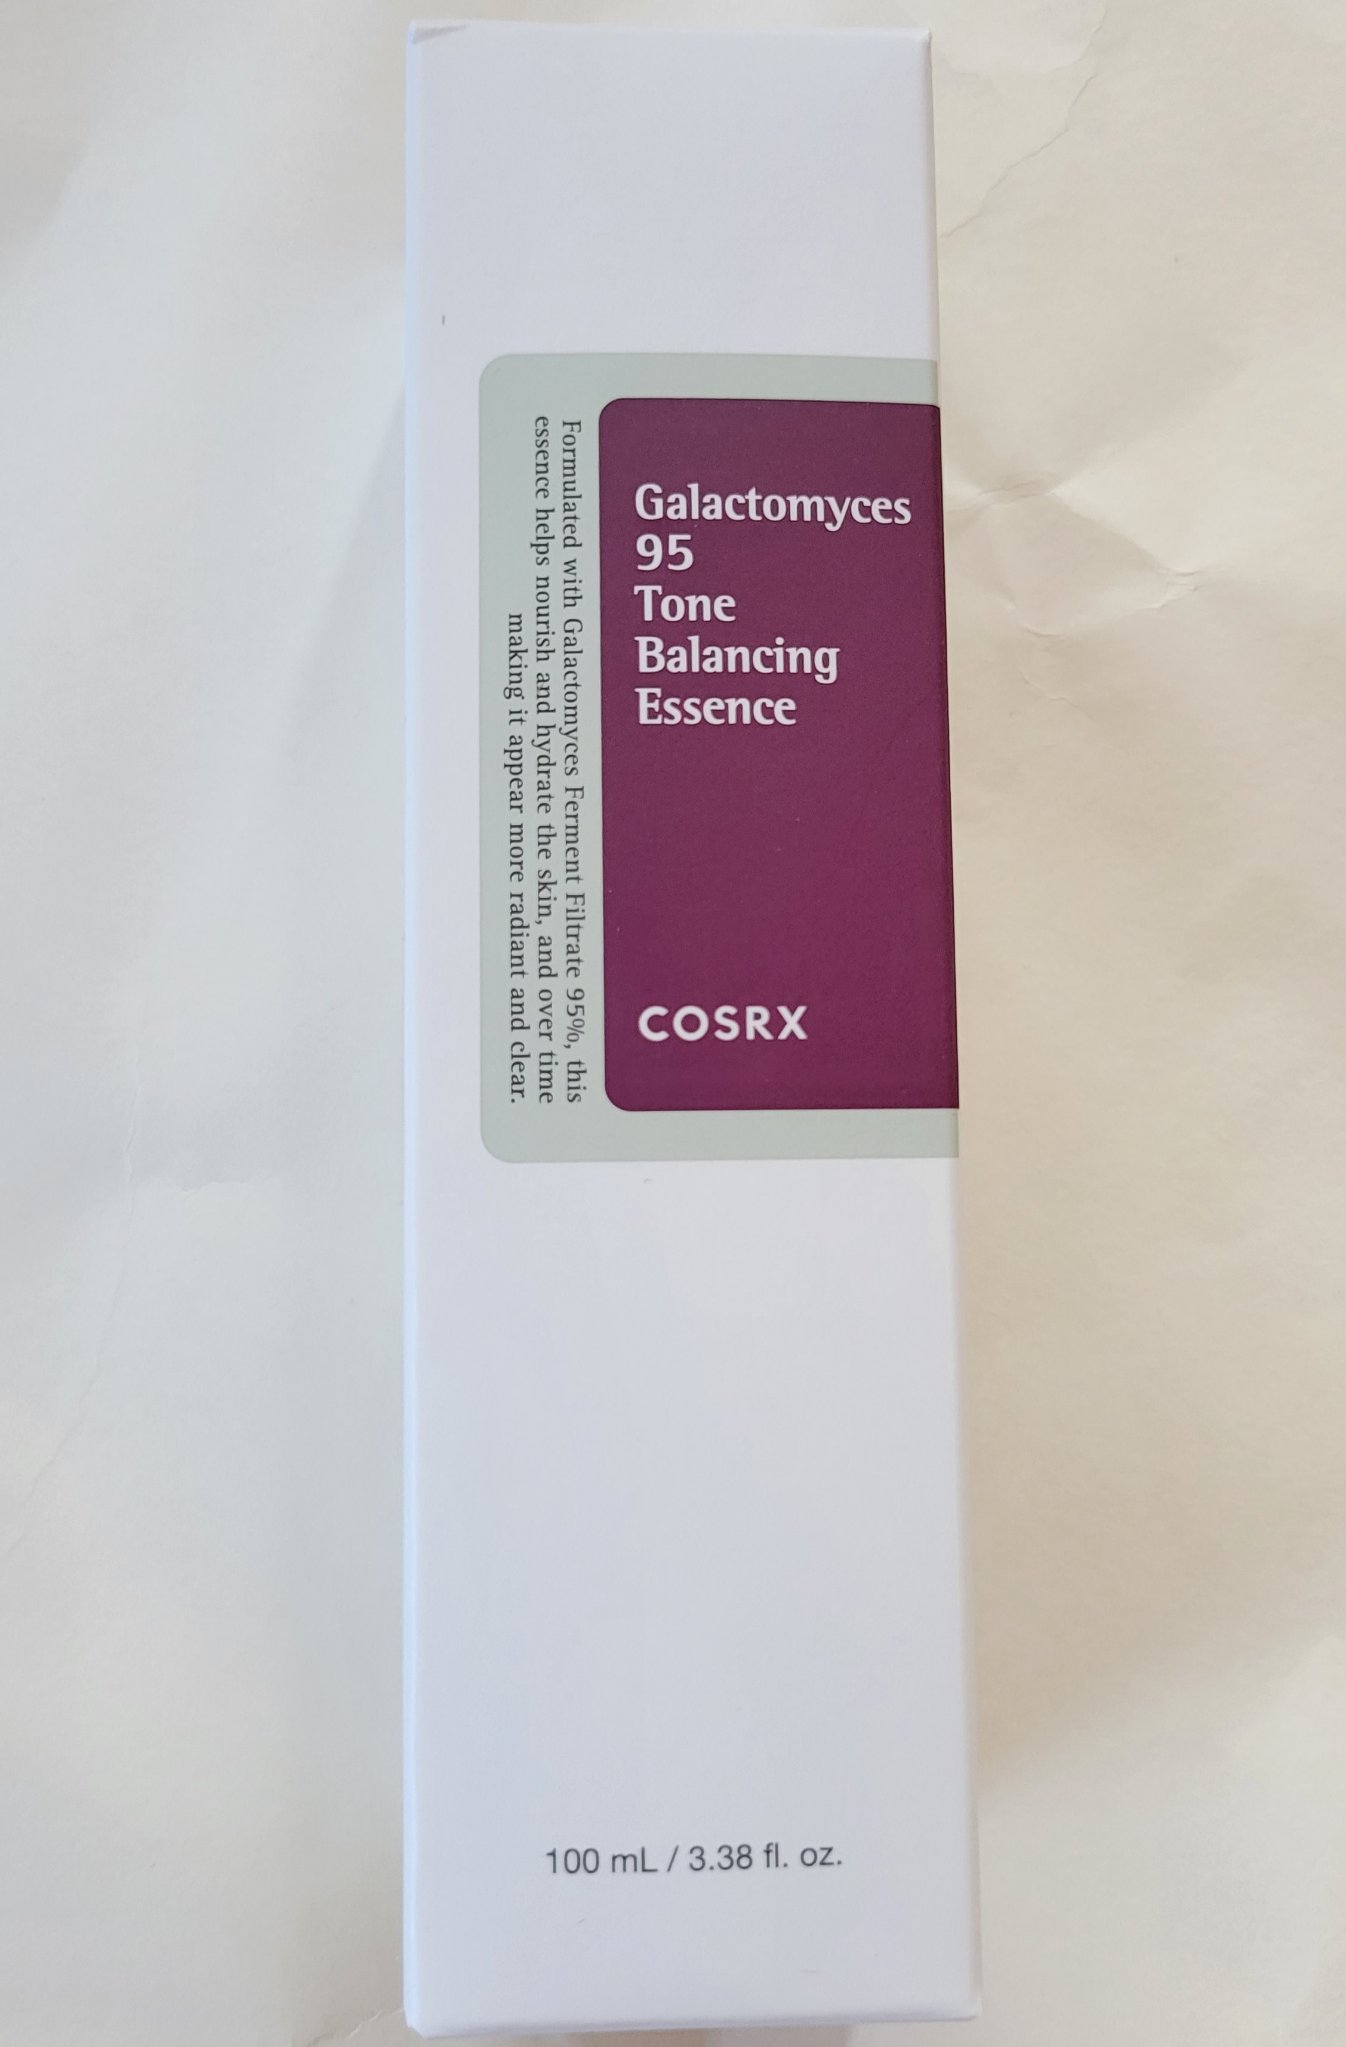 Galactomyces
95
Tone
Balancing
Essence
COSRX
Formulated with Galactomyces Ferment Filtrate 95%, this
essence helps nourish and hydrate the skin, and over time
making it appear more radiant and clear.
100 mL / 3.38 fl. oz.